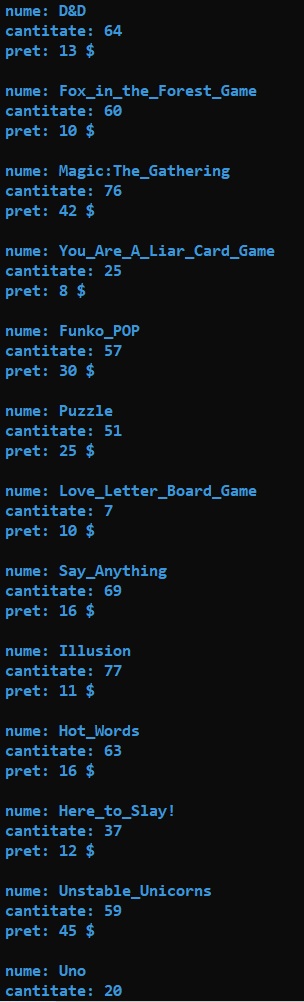 nume: D&D
cantitate: 64
pret: 13 $
nume: Fox_in_the_Forest_Game
cantitate: 60
pret: 10 $
nume: Magic:The_Gathering
cantitate: 76
pret: 42 $
nume: You_Are_A_Liar_Card_Game
cantitate: 25
pret: 8 $
nume: Funko_POP
cantitate: 57
pret: 30 $
nume: Puzzle
cantitate: 51
pret: 25 $
nume: Love_Letter_Board_Game
cantitate: 7
pret: 10 $
nume: Say_Anything
cantitate: 69
pret: 16 $
nume: Illusion
cantitate: 77
pret: 11 $
nume: Hot_Words
cantitate: 63
pret: 16 $
nume: Here_to_Slay!
cantitate: 37
pret: 12 $
nume: Unstable_Unicorns
cantitate: 59
pret: 45 $
nume: Uno
cantitate: 20